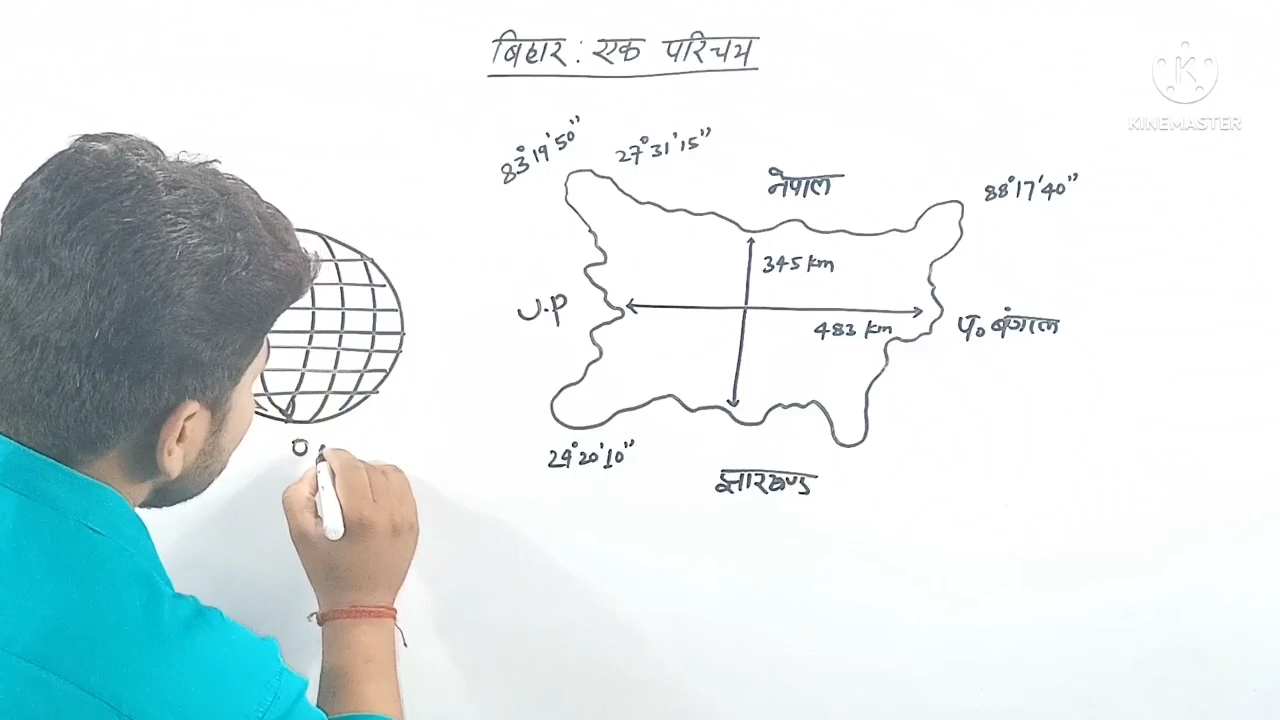 बिहार : एक परिचय
K
KINEMASTER
83°19'50"
27°31'15"
नेपाल
88°17'40"
345 km
U.P
483 km
प० बंगाल
24°20'10"
झारखण्ड
0